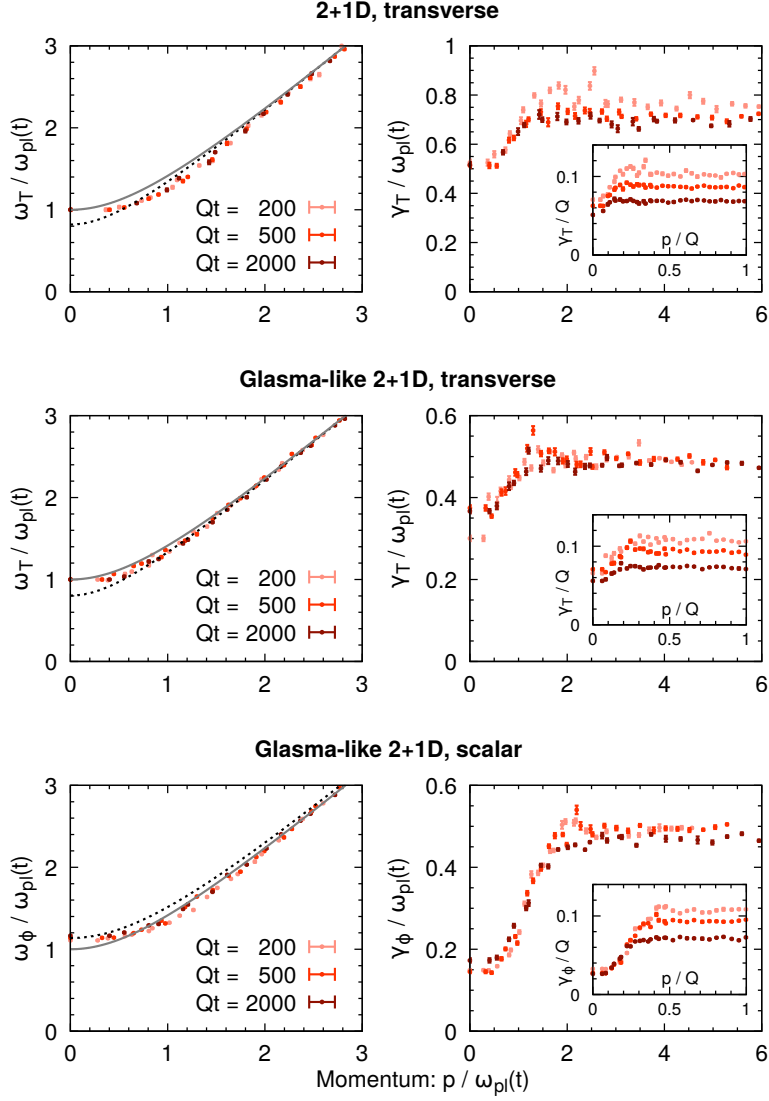 2+1D, transverse
ω_T / ω_pl(t)
3
2
1
0
0 1 2 3
Qt = 200
Qt = 500
Qt = 2000
γ_T / ω_pl(t)
1
0.8
0.6
0.4
0.2
0
0 2 4 6
γ_T / Q
0.1
0
0 0.5 1
p / Q
Glasma-like 2+1D, transverse
ω_T / ω_pl(t)
3
2
1
0
0 1 2 3
Qt = 200
Qt = 500
Qt = 2000
γ_T / ω_pl(t)
0.6
0.4
0.2
0
0 2 4 6
γ_T / Q
0.1
0
0 0.5 1
p / Q
Glasma-like 2+1D, scalar
ω_ϕ / ω_pl(t)
3
2
1
0
0 1 2 3
Qt = 200
Qt = 500
Qt = 2000
γ_ϕ / ω_pl(t)
0.6
0.4
0.2
0
0 2 4 6
γ_ϕ / Q
0.1
0
0 0.5 1
p / Q
Momentum: p / ω_pl(t)